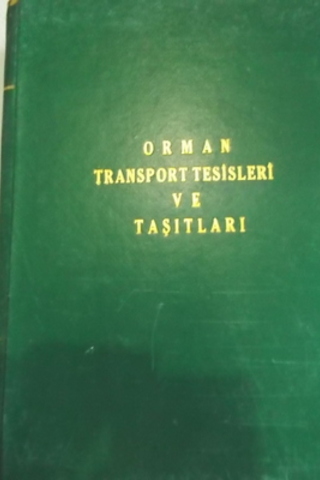 ORMAN
TRANSPORT TESİSLERİ
VE
TAŞITLARI